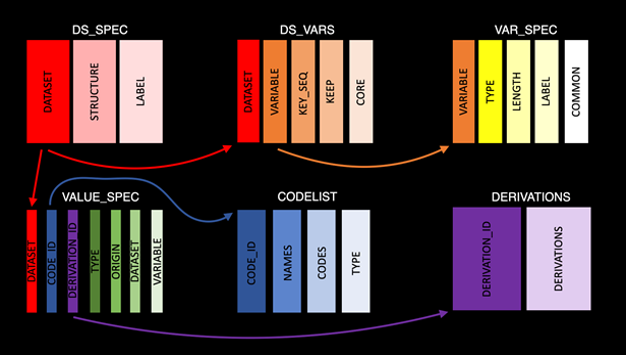 DS_SPEC
DATASET
STRUCTURE
LABEL
DS_VARS
DATASET
VARIABLE
KEY_SEQ
KEEP
CORE
VAR_SPEC
VARIABLE
TYPE
LENGTH
LABEL
COMMON
VALUE_SPEC
DATASET
CODE_ID
DERIVATION_ID
TYPE
ORIGIN
DATASET
VARIABLE
CODELIST
CODE_ID
NAMES
CODES
TYPE
DERIVATIONS
DERIVATION_ID
DERIVATIONS